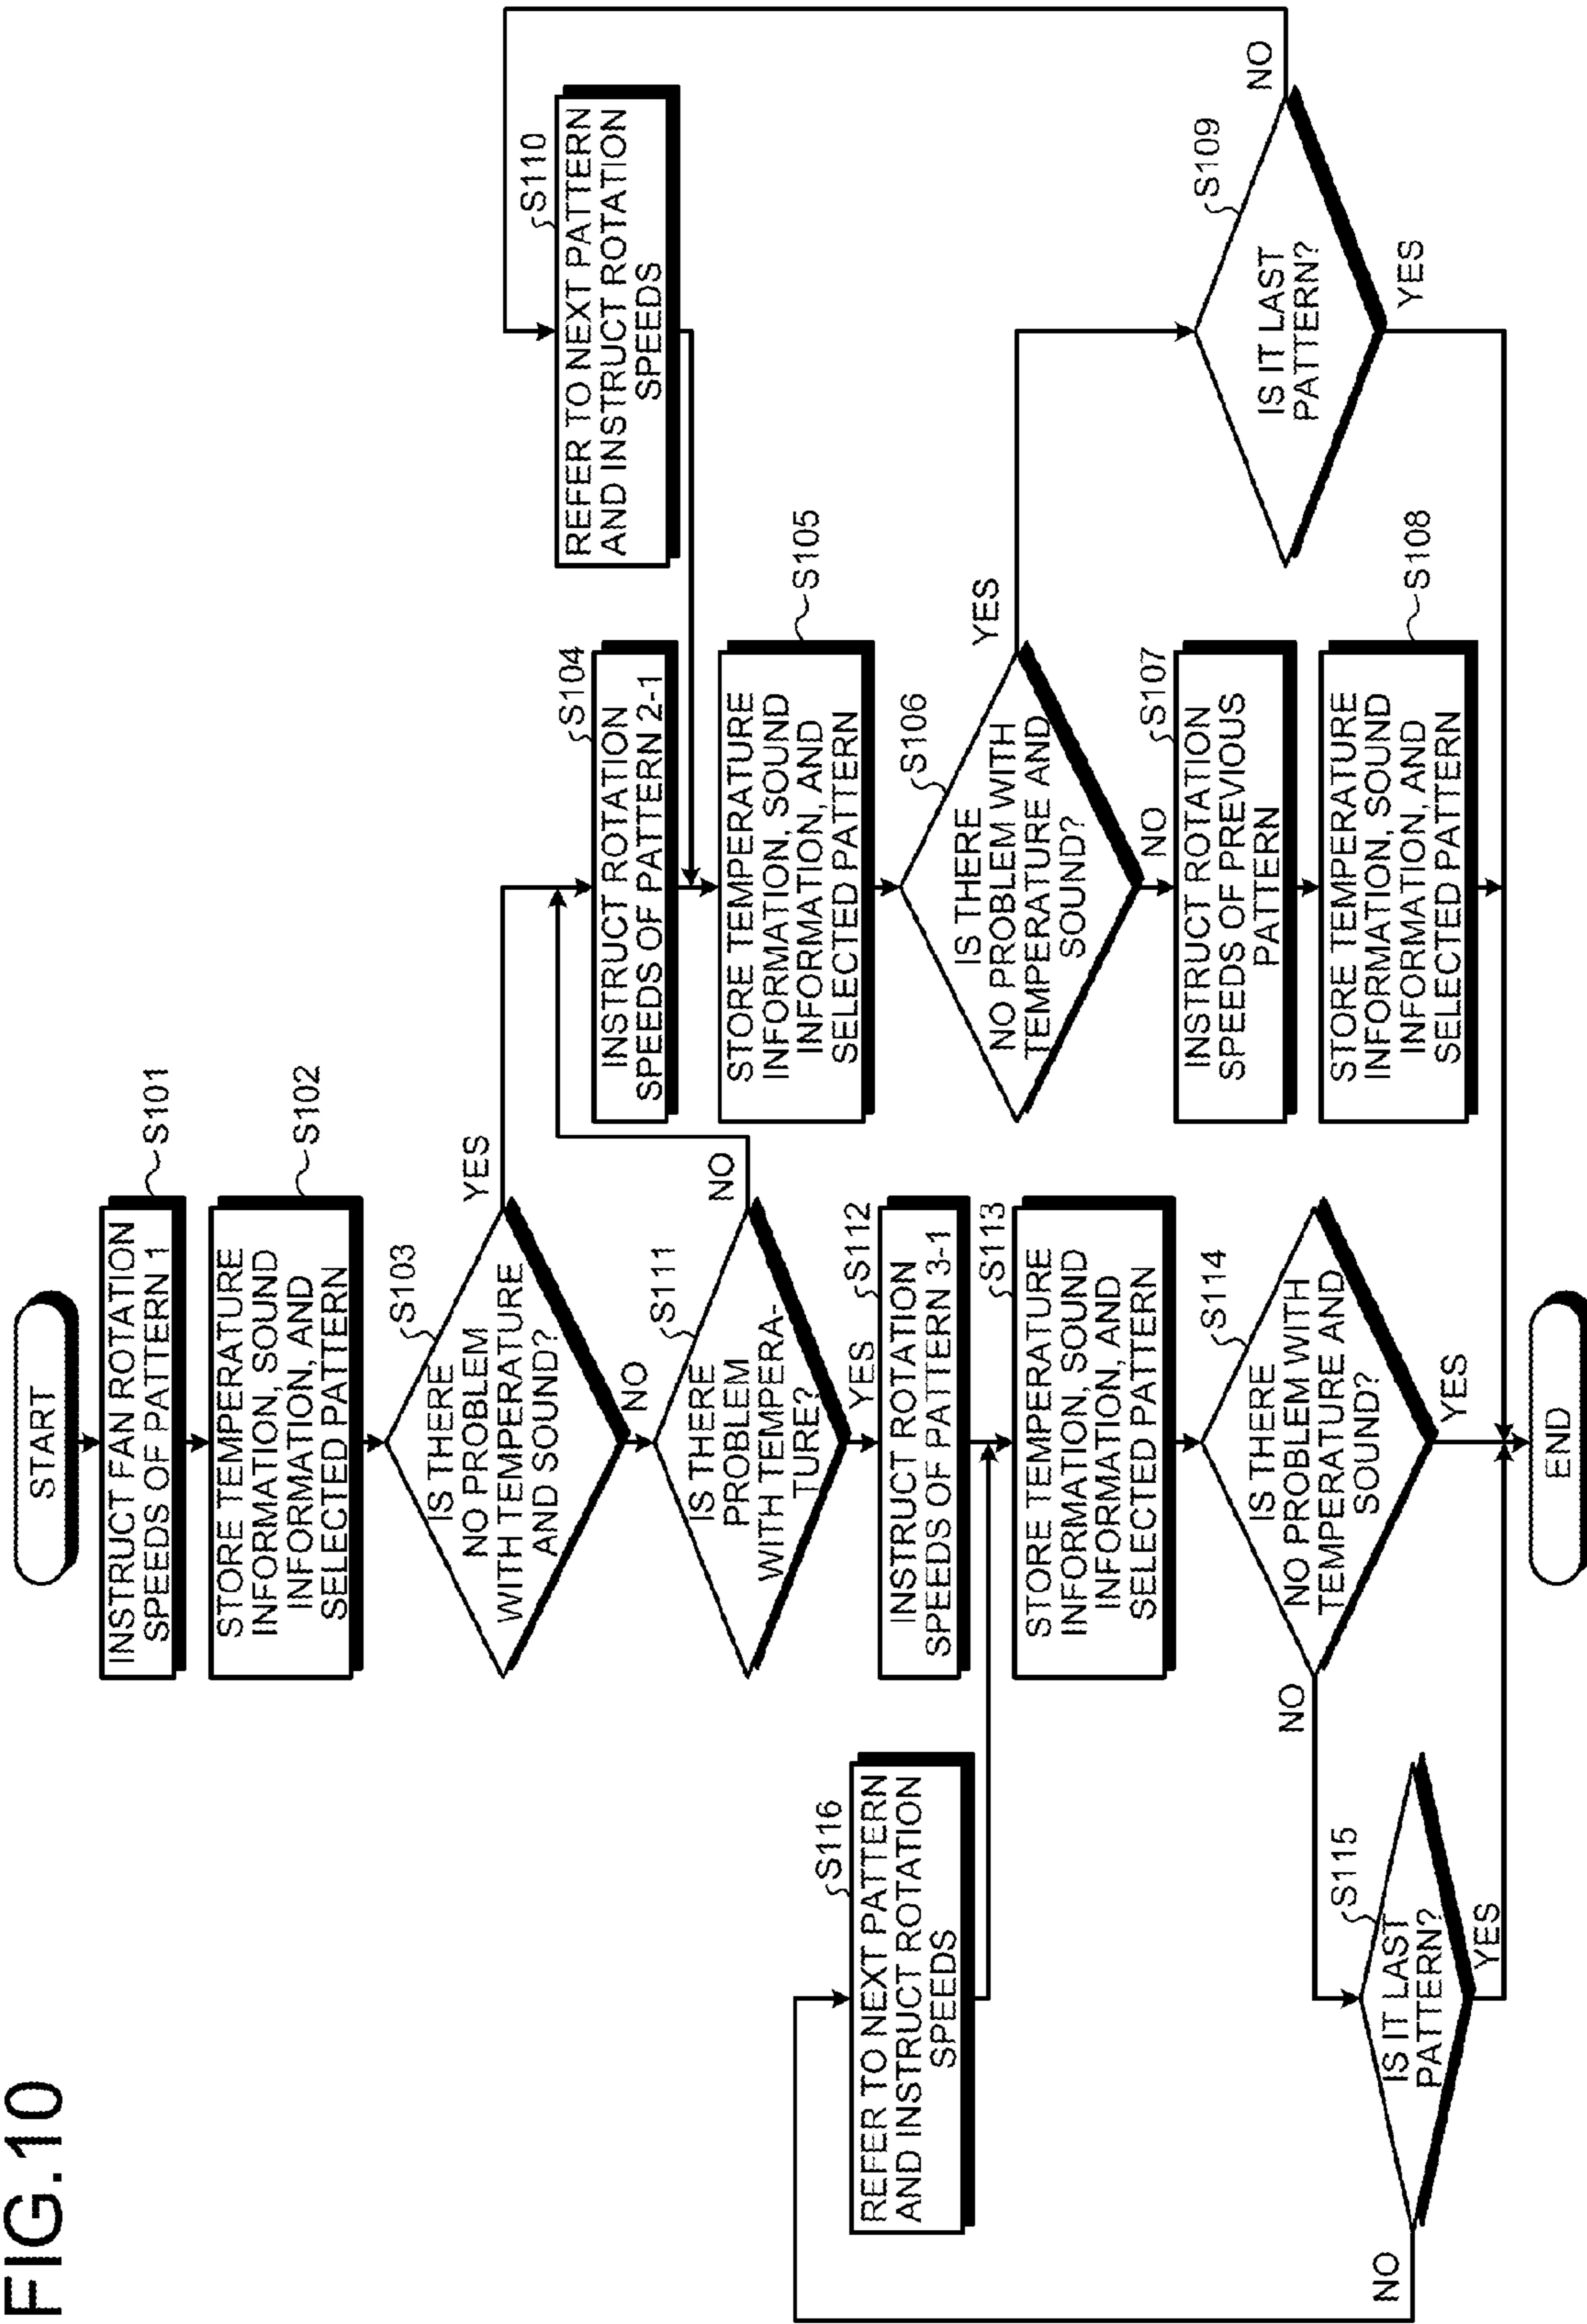 FIG.10
START
INSTRUCT FAN ROTATION
SPEEDS OF PATTERN 1
S101
STORE TEMPERATURE
INFORMATION, SOUND
INFORMATION, AND
SELECTED PATTERN
S102
IS THERE
NO PROBLEM
WITH TEMPERATURE
AND SOUND?
S103
YES
NO
IS THERE
PROBLEM
WITH TEMPERA-
TURE?
S111
NO
YES
INSTRUCT ROTATION
SPEEDS OF PATTERN 3-1
S112
STORE TEMPERATURE
INFORMATION, SOUND
INFORMATION, AND
SELECTED PATTERN
S113
IS THERE
NO PROBLEM WITH
TEMPERATURE AND
SOUND?
S114
NO
YES
IS IT LAST
PATTERN?
S115
NO
YES
REFER TO NEXT PATTERN
AND INSTRUCT ROTATION
SPEEDS
S116
INSTRUCT ROTATION
SPEEDS OF PATTERN 2-1
S104
STORE TEMPERATURE
INFORMATION, SOUND
INFORMATION, AND
SELECTED PATTERN
S105
IS THERE
NO PROBLEM WITH
TEMPERATURE AND
SOUND?
S106
YES
NO
INSTRUCT ROTATION
SPEEDS OF PREVIOUS
PATTERN
S107
STORE TEMPERATURE
INFORMATION, SOUND
INFORMATION, AND
SELECTED PATTERN
S108
IS IT LAST
PATTERN?
S109
NO
YES
REFER TO NEXT PATTERN
AND INSTRUCT ROTATION
SPEEDS
S110
END